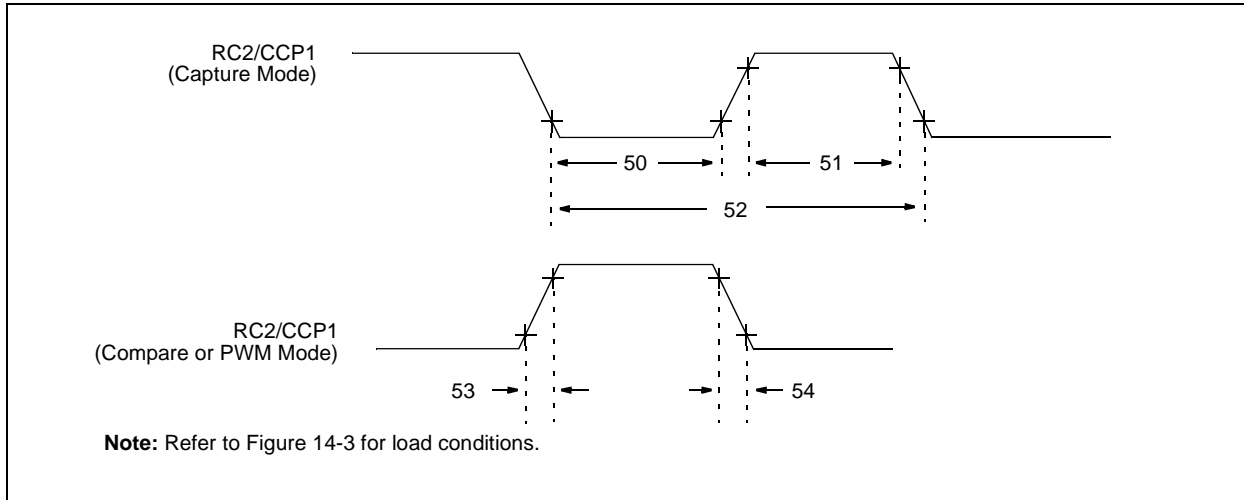 RC2/CCP1
(Capture Mode)
50
51
52
RC2/CCP1
(Compare or PWM Mode)
53
54
Note: Refer to Figure 14-3 for load conditions.